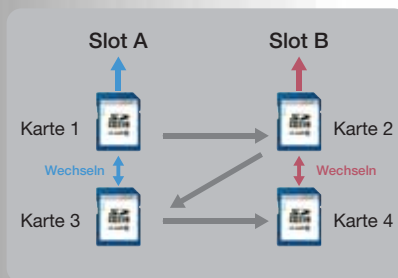 Slot A Slot B
Karte 1 Karte 2
Wechseln Wechseln
Karte 3 Karte 4